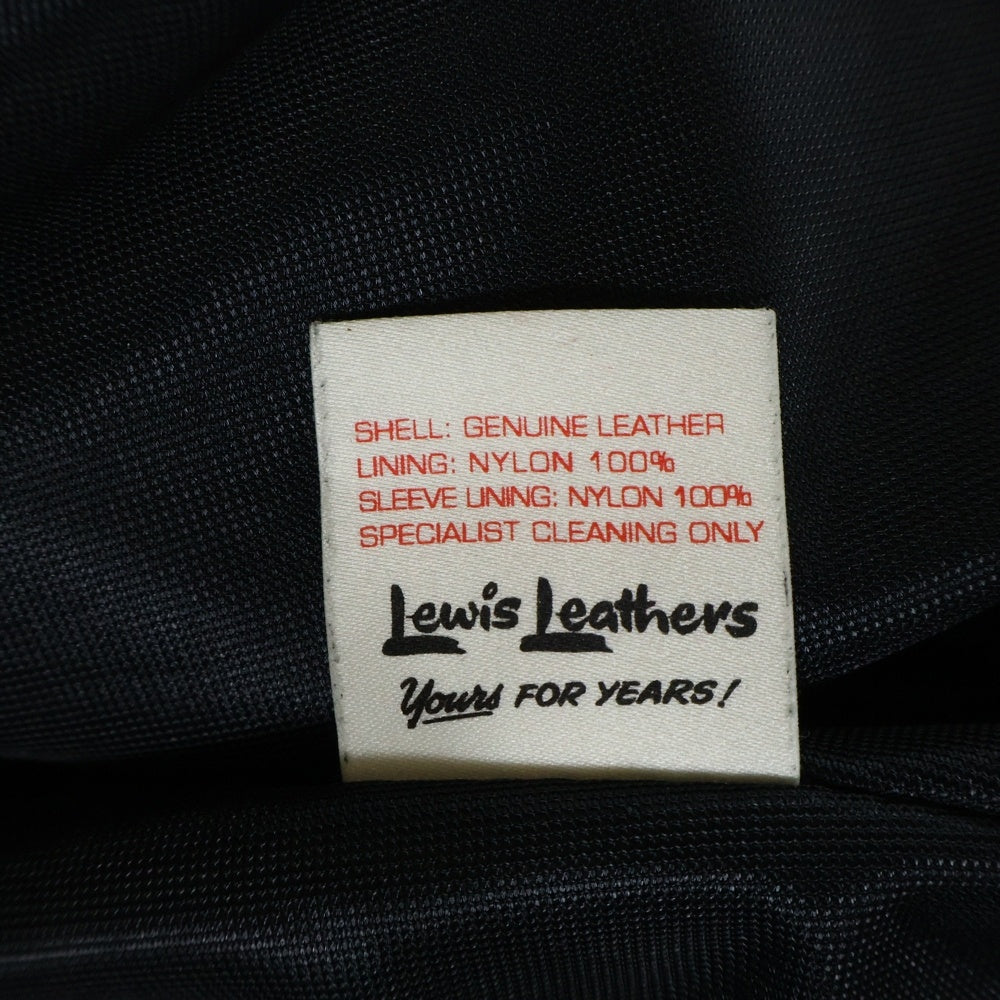 SHELL: GENUINE LEATHER
LINING: NYLON 100%
SLEEVE LINING: NYLON 100%
SPECIALIST CLEANING ONLY
Lewis Leathers
Yours FOR YEARS!